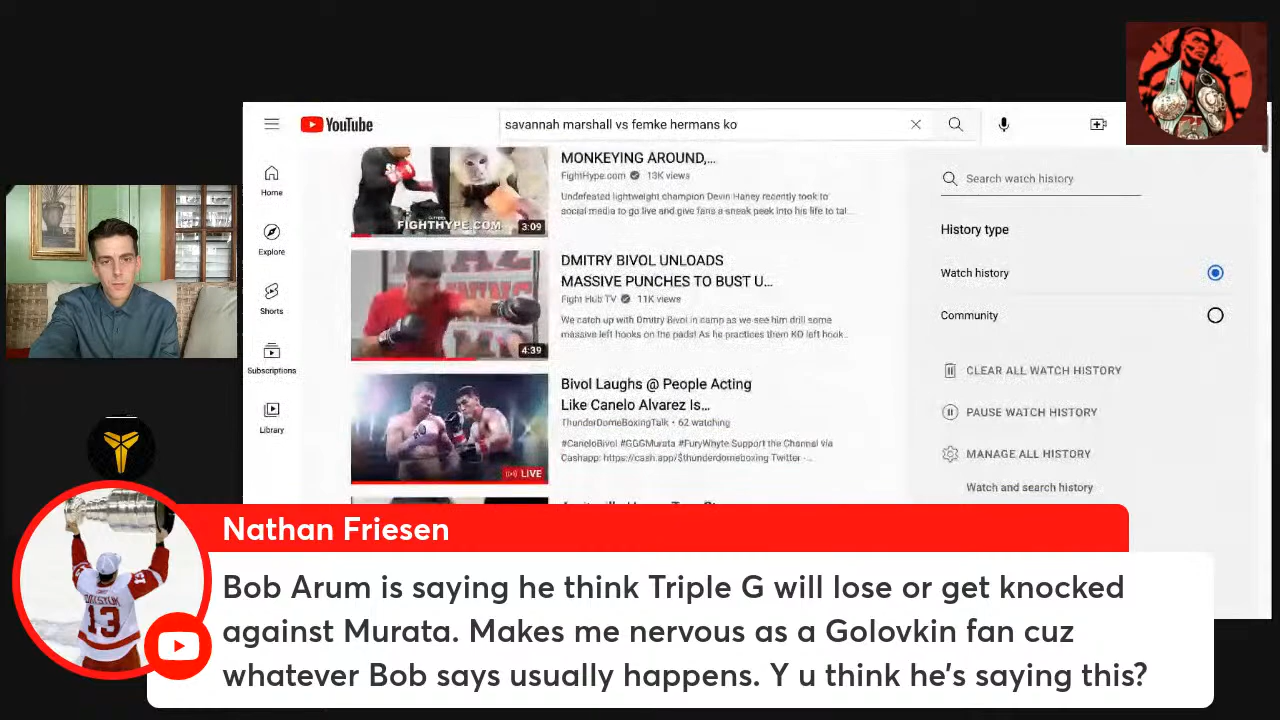 YouTube
savannah marshall vs femke hermans ko
Home
Explore
Shorts
Subscriptions
Library
MONKEYING AROUND,...
FightHype.com 13K views
Undefeated lightweight champion Devin Haney recently took to
social media to go live and give fans a sneak peek into his life to tal...
FIGHTHYPE.COM
3:09
DMITRY BIVOL UNLOADS
MASSIVE PUNCHES TO BUST U...
Fight Hub TV 11K views
We catch up with Dmitry Bivol in camp as we see him drill some
massive left hooks on the pads! As he practices them KO left hook...
4:39
Bivol Laughs @ People Acting
Like Canelo Alvarez Is...
ThunderDomeBoxingTalk • 62 watching
#CaneloBivol #GGGMurata #FuryWhyte Support the Channel via
Cashapp: https://cash.app/$thunderdomeboxing Twitter -...
LIVE
Search watch history
History type
Watch history
Community
CLEAR ALL WATCH HISTORY
PAUSE WATCH HISTORY
MANAGE ALL HISTORY
Watch and search history
13
Nathan Friesen
Bob Arum is saying he think Triple G will lose or get knocked
against Murata. Makes me nervous as a Golovkin fan cuz
whatever Bob says usually happens. Y u think he's saying this?